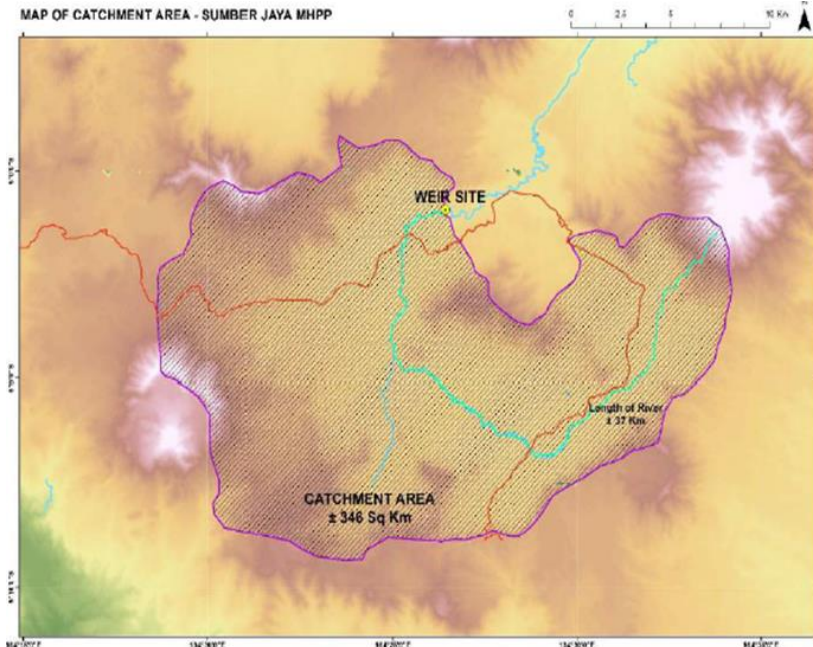 MAP OF CATCHMENT AREA - SUMBER JAYA MHPP
0 2.5 5 10 Km
WEIR SITE
Length of River
± 37 Km
CATCHMENT AREA
± 346 Sq Km